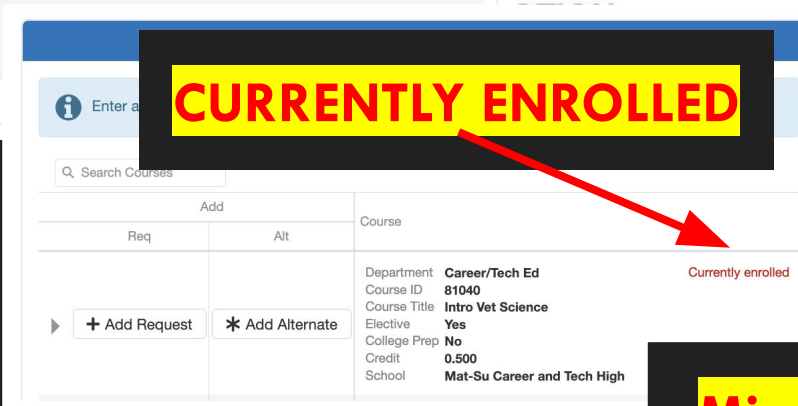 CURRENTLY ENROLLED
Enter a
Search Courses
Add
Course
Req
Alt
Department Career/Tech Ed
Currently enrolled
Course ID 81040
Course Title Intro Vet Science
Add Request
Add Alternate
Elective Yes
College Prep No
Credit 0.500
School Mat-Su Career and Tech High